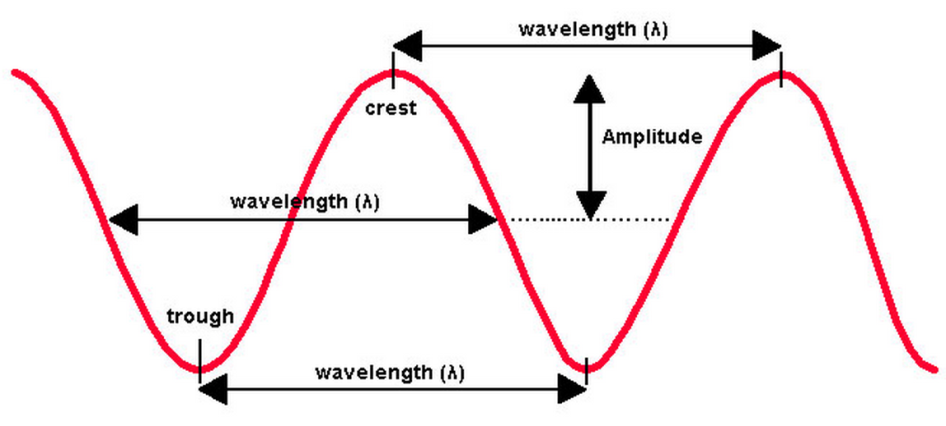 wavelength (λ)
crest
Amplitude
wavelength (λ)
trough
wavelength (λ)